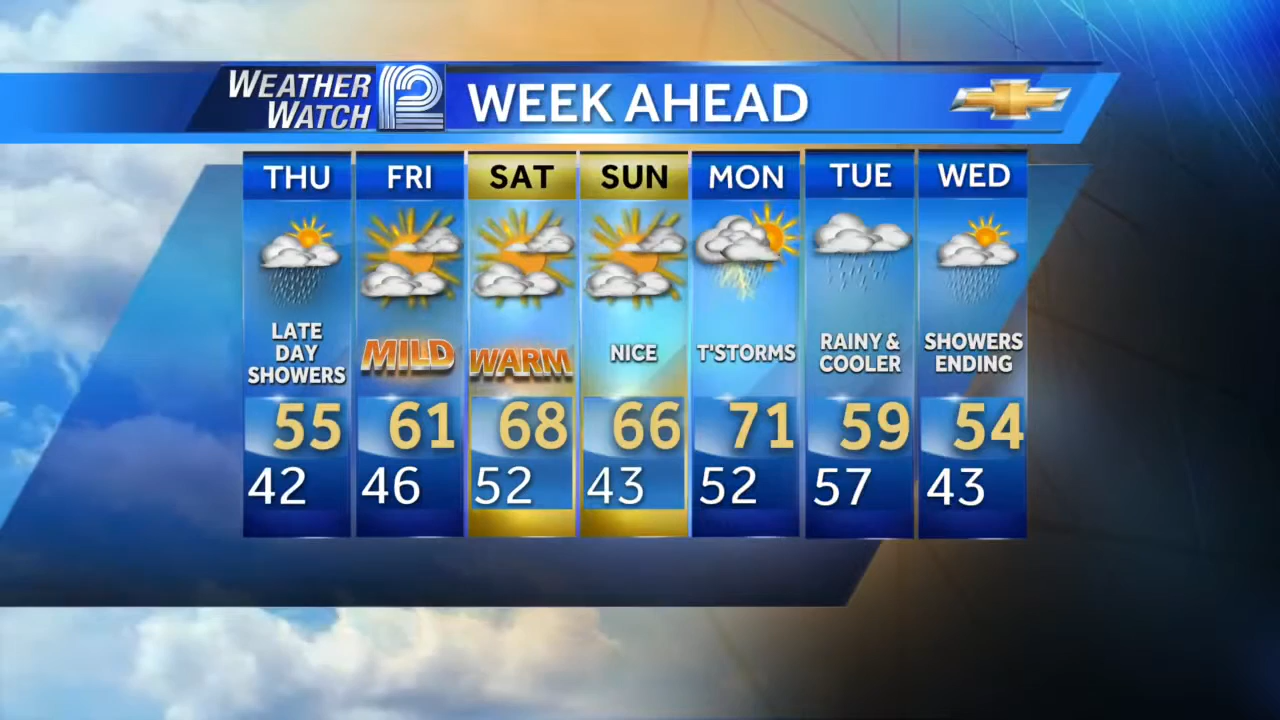 WEATHER
WATCH
12
WEEK AHEAD
THU
FRI
SAT
SUN
MON
TUE
WED
LATE
DAY
SHOWERS
MILD
WARM
NICE
T'STORMS
RAINY &
COOLER
SHOWERS
ENDING
55
61
68
66
71
59
54
42
46
52
43
52
57
43